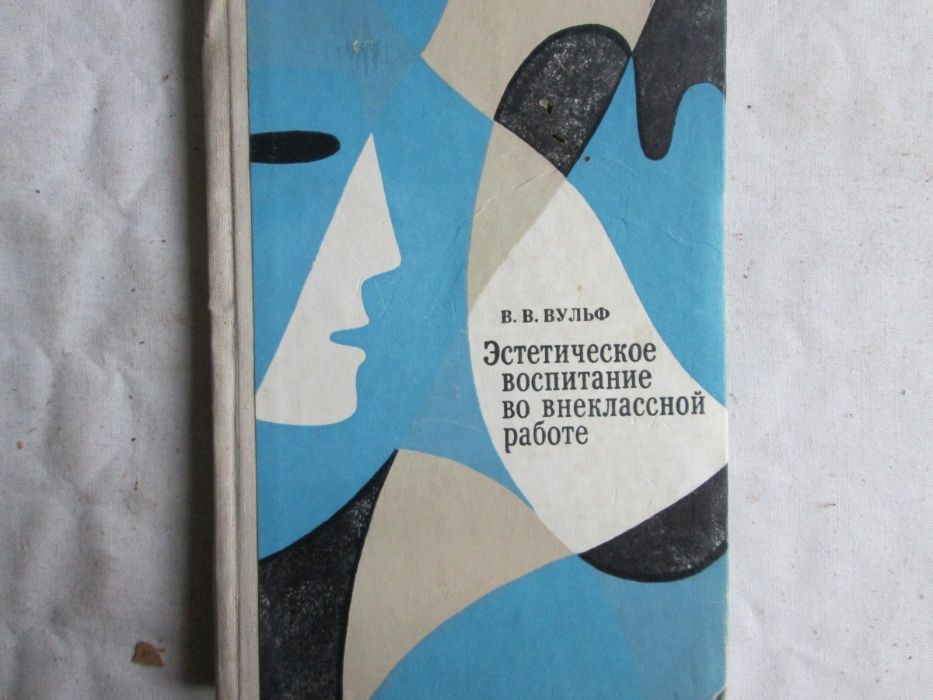 В. В. ВУЛЬФ
Эстетическое
воспитание
во внеклассной
работе